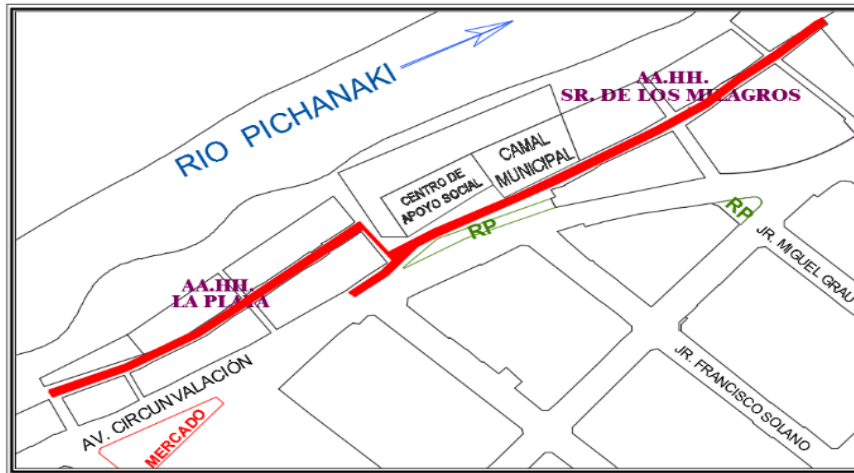 RIO PICHANAKI
AA.HH.
SR. DE LOS MILAGROS
CENTRO DE
APOYO SOCIAL
CAMAL
MUNICIPAL
RP
RP
JR. MIGUEL GRAU
AA.HH.
LA PLAYA
AV. CIRCUNVALACIÓN
MERCADO
JR. FRANCISCO SOLANO